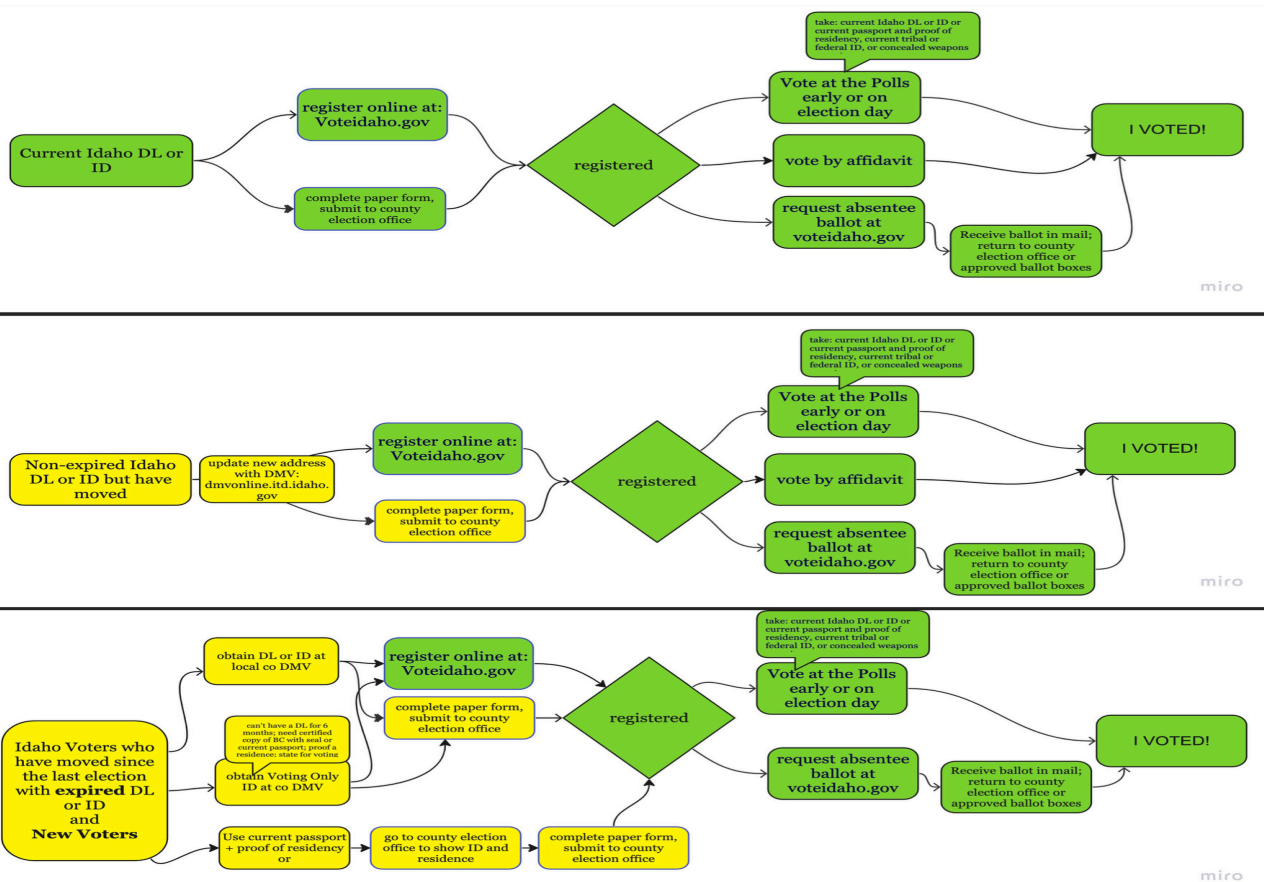 take: current Idaho DL or ID or
current passport and proof of
residency, current tribal or
federal ID, or concealed weapons
Vote at the Polls
early or on
election day
register online at:
Voteidaho.gov
I VOTED!
Current Idaho DL or
ID
registered
vote by affidavit
complete paper form,
submit to county
election office
request absentee
ballot at
voteidaho.gov
Receive ballot in mail;
return to county
election office or
approved ballot boxes
miro
take: current Idaho DL or ID or
current passport and proof of
residency, current tribal or
federal ID, or concealed weapons
Vote at the Polls
early or on
election day
register online at:
Voteidaho.gov
I VOTED!
Non-expired Idaho
DL or ID but have
moved
update new address
with DMV:
dmvonline.itd.idaho.
gov
registered
vote by affidavit
complete paper form,
submit to county
election office
request absentee
ballot at
voteidaho.gov
Receive ballot in mail;
return to county
election office or
approved ballot boxes
miro
take: current Idaho DL or ID or
current passport and proof of
residency, current tribal or
federal ID, or concealed weapons
obtain DL or ID at
local co DMV
register online at:
Voteidaho.gov
Vote at the Polls
early or on
election day
complete paper form,
submit to county
election office
registered
can't have a DL for 6
months; need certified
copy of BC with seal or
current passport; proof a
residence; state for voting
I VOTED!
Idaho Voters who
have moved since
the last election
with expired DL
or ID
and
New Voters
obtain Voting Only
ID at co DMV
request absentee
ballot at
voteidaho.gov
Receive ballot in mail;
return to county
election office or
approved ballot boxes
Use current passport
+ proof of residency
or
go to county election
office to show ID and
residence
complete paper form,
submit to county
election office
miro